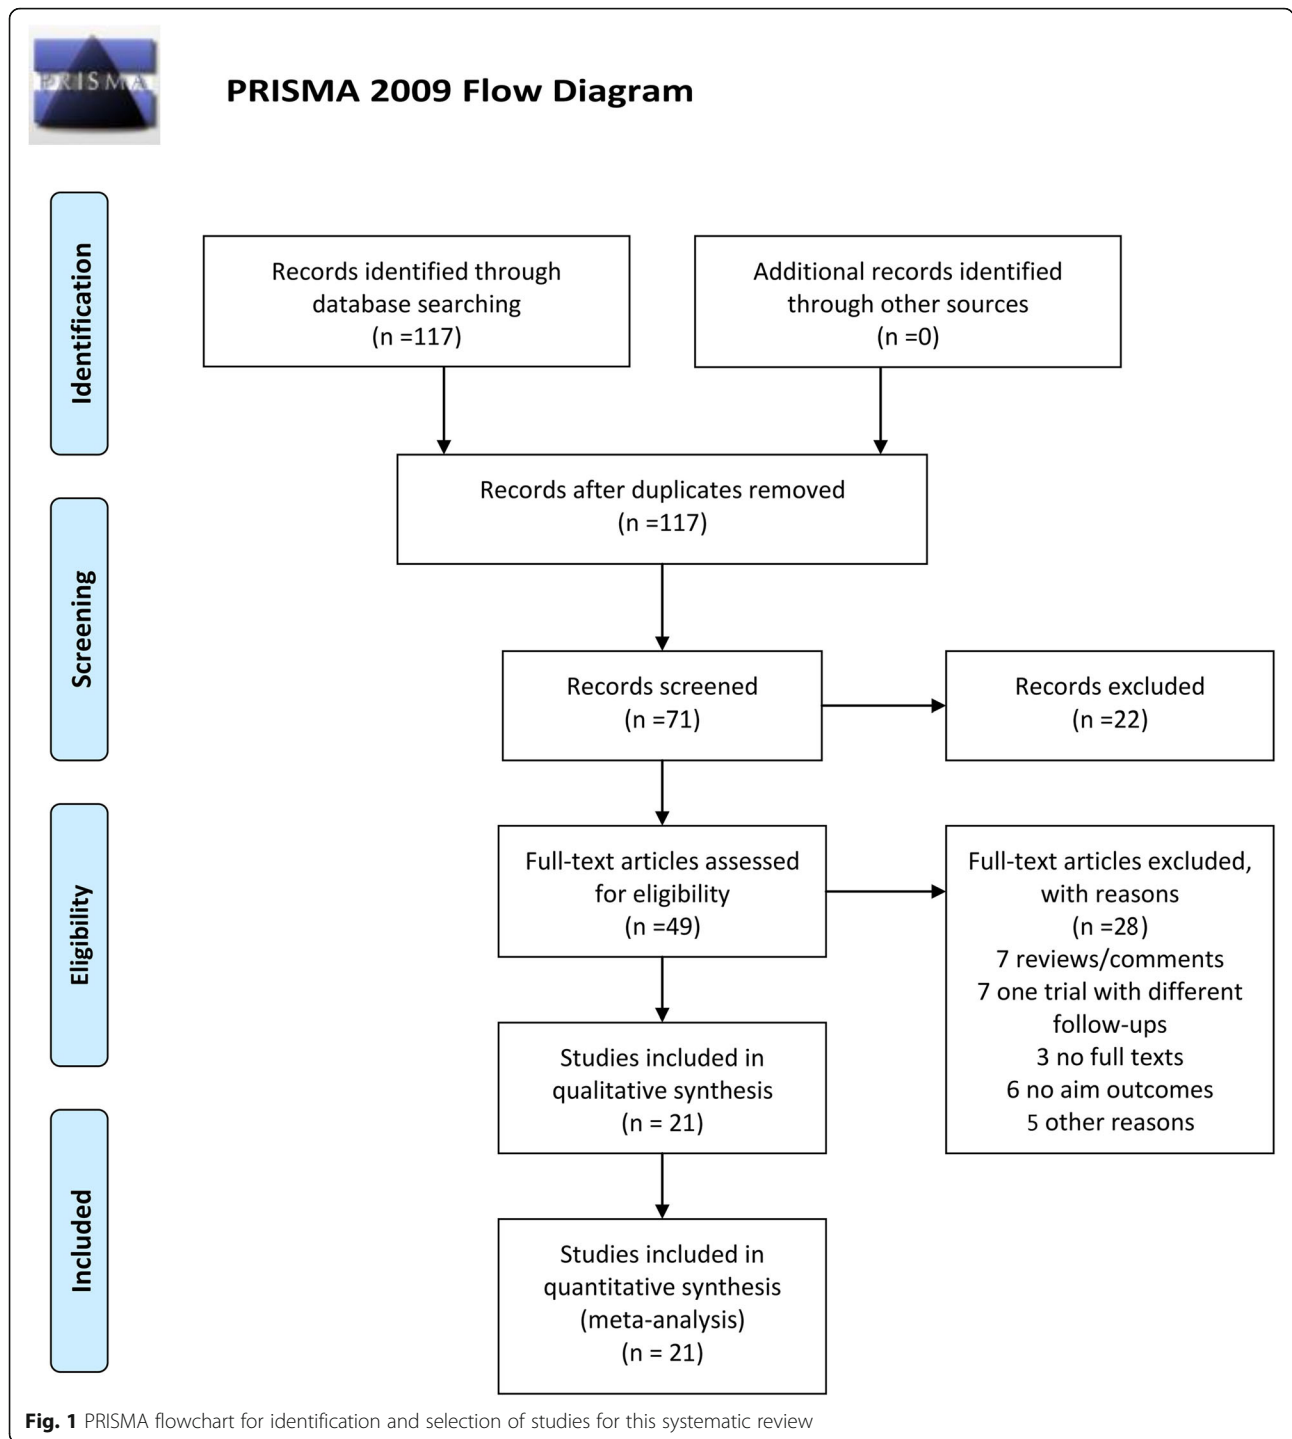 PRISMA
PRISMA 2009 Flow Diagram
Identification
Records identified through
database searching
(n =117)
Additional records identified
through other sources
(n =0)
Records after duplicates removed
(n =117)
Screening
Records screened
(n =71)
Records excluded
(n =22)
Eligibility
Full-text articles assessed
for eligibility
(n =49)
Full-text articles excluded,
with reasons
(n =28)
7 reviews/comments
7 one trial with different
follow-ups
3 no full texts
6 no aim outcomes
5 other reasons
Studies included in
qualitative synthesis
(n = 21)
Included
Studies included in
quantitative synthesis
(meta-analysis)
(n = 21)
Fig. 1 PRISMA flowchart for identification and selection of studies for this systematic review